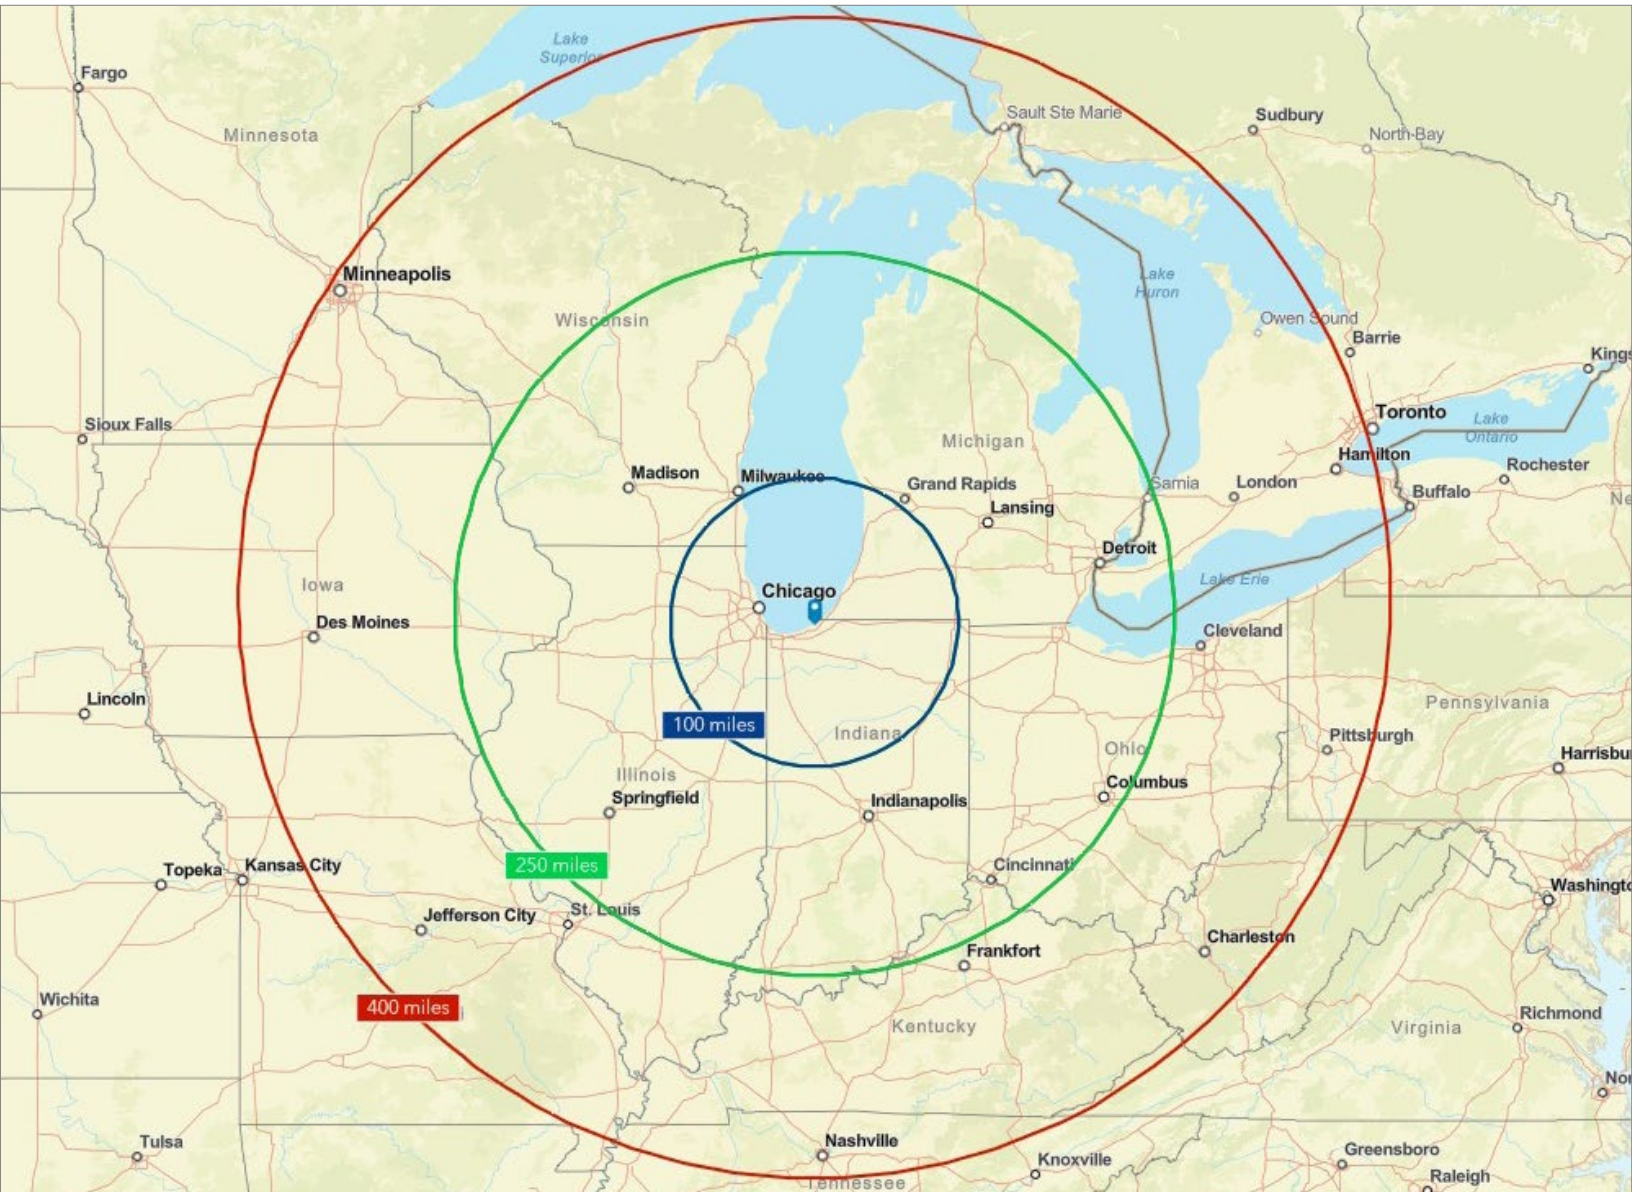 Lake
Superior
Fargo
Minnesota
Sault Ste Marie
Sudbury
North Bay
Minneapolis
Lake
Huron
Wisconsin
Owen Sound
Barrie
Kings
Sioux Falls
Toronto
Lake
Ontario
Michigan
Hamilton
Madison
Milwaukee
Grand Rapids
Sarnia
London
Rochester
Buffalo
Ne
Lansing
Detroit
Iowa
Chicago
Lake Erie
Des Moines
Cleveland
Lincoln
Pennsylvania
100 miles
Indiana
Ohio
Pittsburgh
Harrisbu
Illinois
Springfield
Indianapolis
Columbus
250 miles
Topeka
Kansas City
Cincinnati
Washingto
Jefferson City
St. Louis
Charleston
Frankfort
Wichita
400 miles
Kentucky
Virginia
Richmond
Nor
Tulsa
Nashville
Knoxville
Greensboro
Tennessee
Raleigh